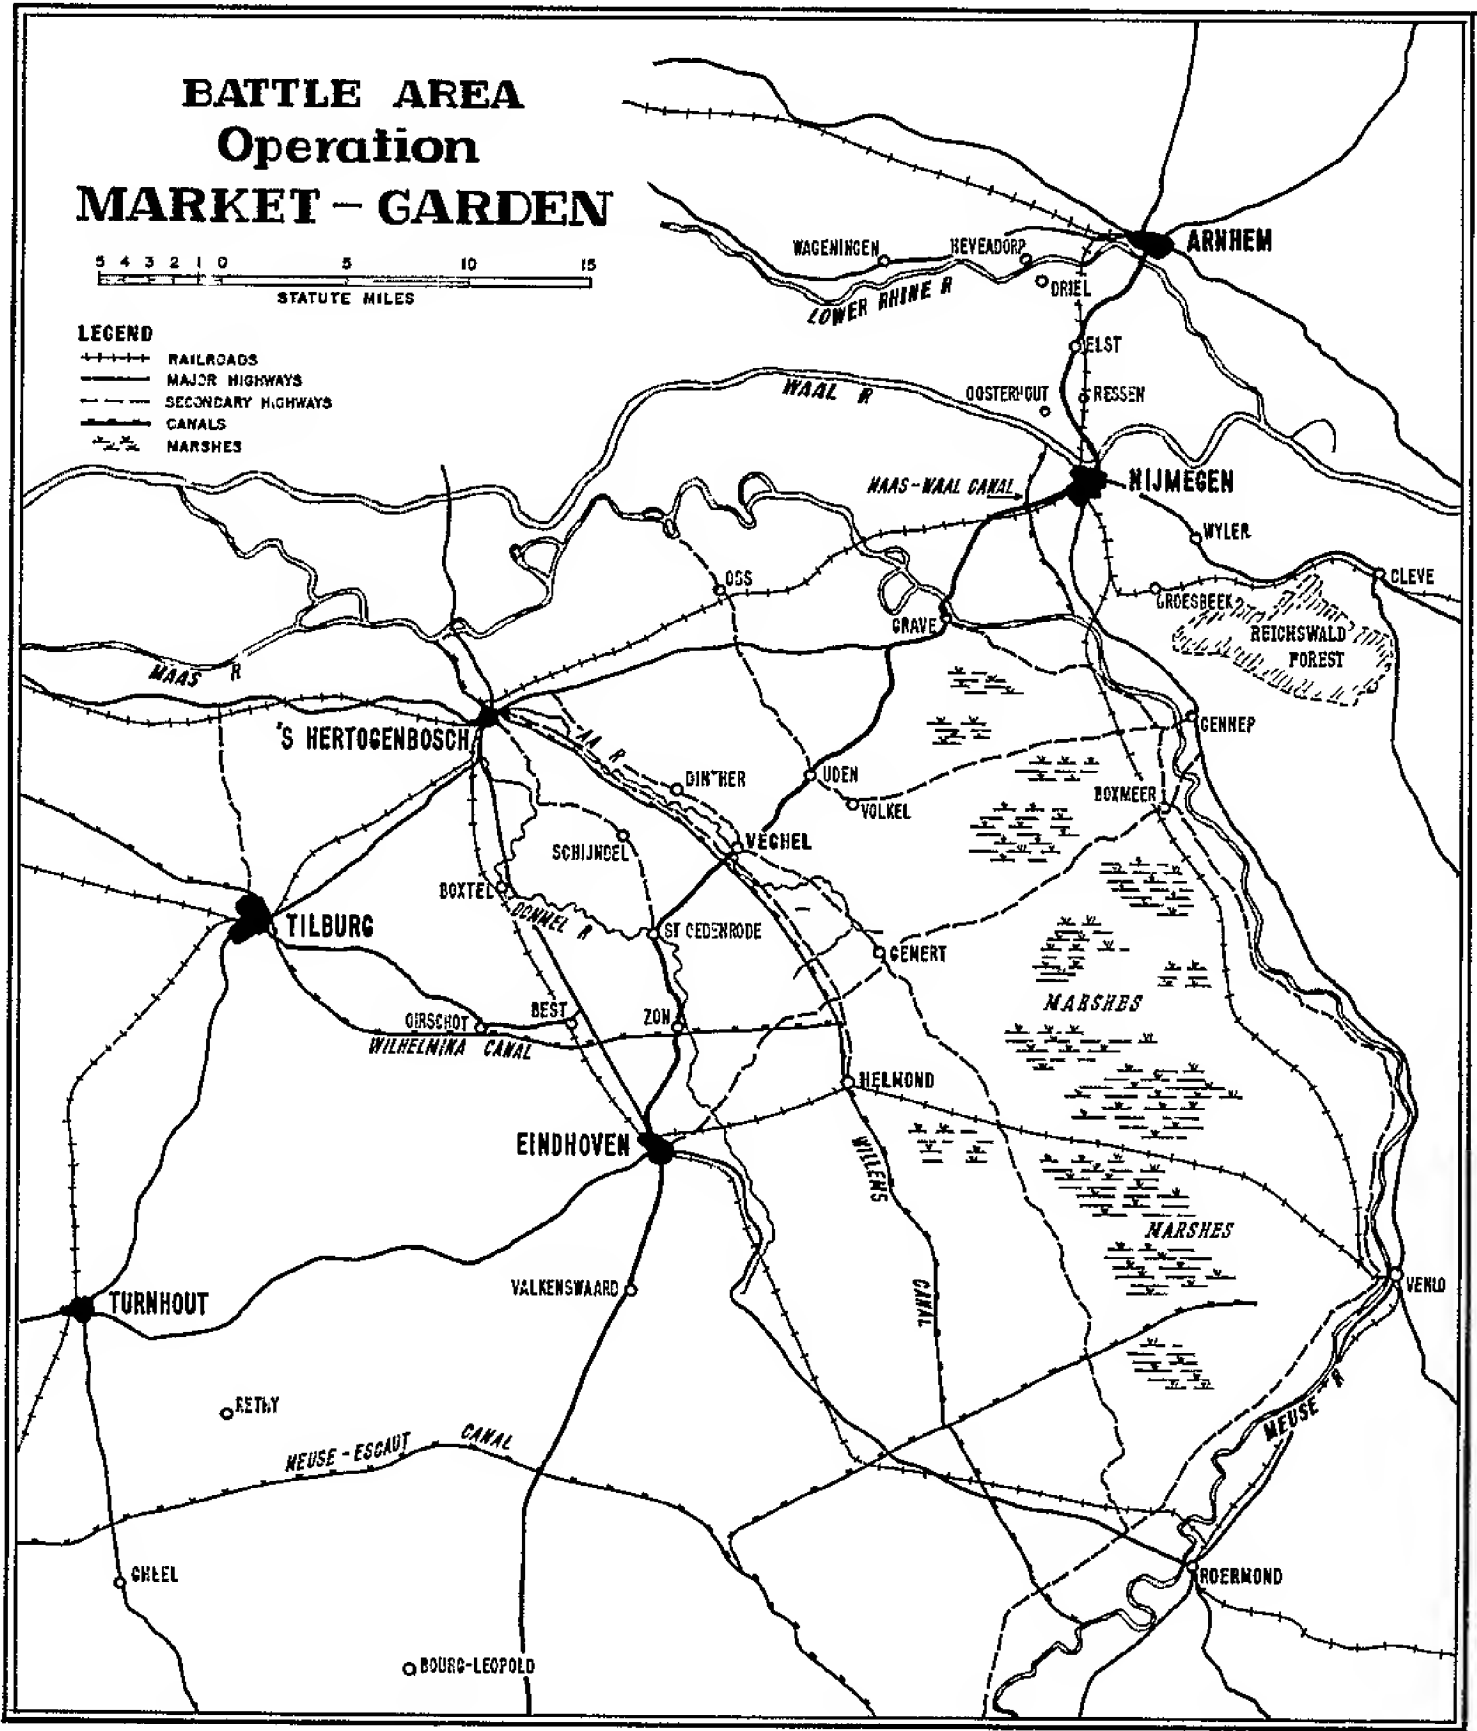 BATTLE AREA
Operation
MARKET-GARDEN
5 4 3 2 1 0 5 10 15
STATUTE MILES
LEGEND
RAILROADS
MAJOR HIGHWAYS
SECONDARY HIGHWAYS
CANALS
MARSHES
ARNHEM
WAGENINGEN
HEVEADORP
DRIEL
LOWER RHINE R
ELST
WAAL R
OOSTERHOUT
RESSEN
MAAS-WAAL CANAL
NIJMEGEN
WYLER
OSS
CLEVE
GROESBEEK
GRAVE
REICHSWALD
FOREST
MAAS R
GENNEP
'S HERTOGENBOSCH
AA R
DINTHER
UDEN
VOLKEL
BOXMEER
SCHIJNDEL
VECHEL
BOXTEL
DOMMEL R
TILBURG
ST OEDENRODE
GEMERT
MARSHES
OIRSCHOT
BEST
ZON
WILHELMINA CANAL
HELMOND
EINDHOVEN
WILLEMS
CANAL
MARSHES
VALKENSWAARD
VENLO
TURNHOUT
RETHY
MEUSE-ESCAUT CANAL
MEUSE R
GHEEL
ROERMOND
BOURG-LEOPOLD